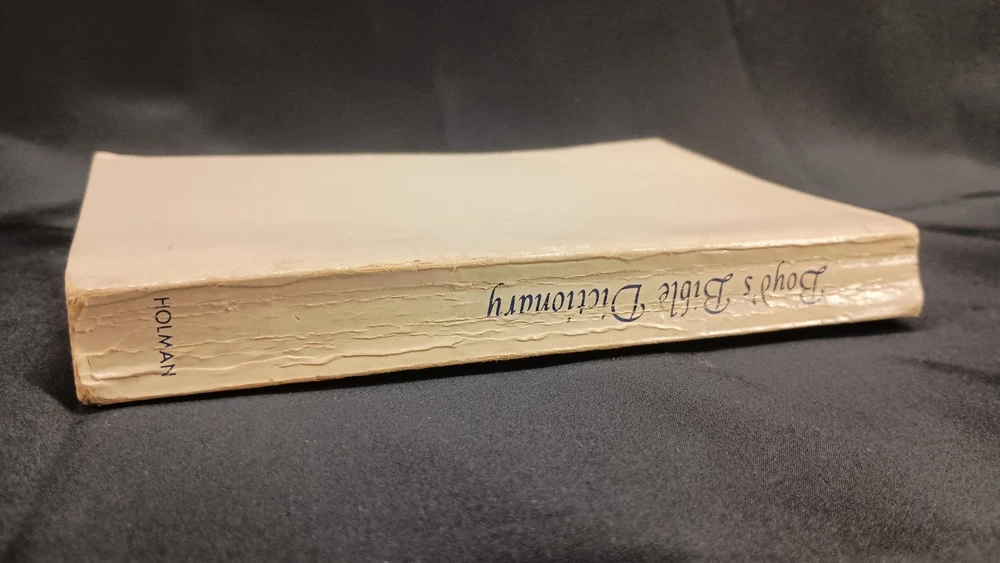 Boyd's Bible Dictionary
HOLMAN